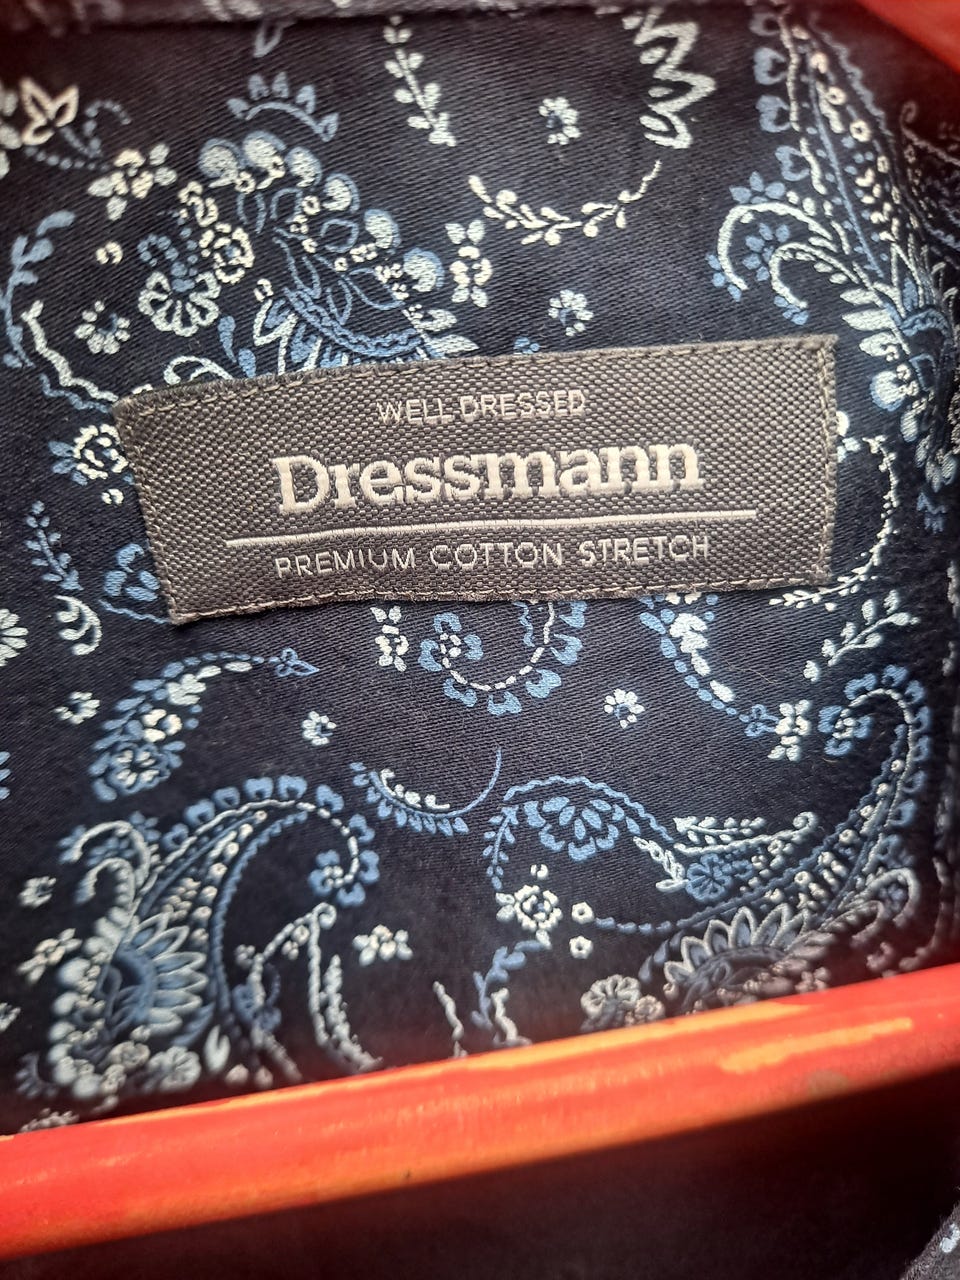 WELL DRESSED
Dressmann
PREMIUM COTTON STRETCH